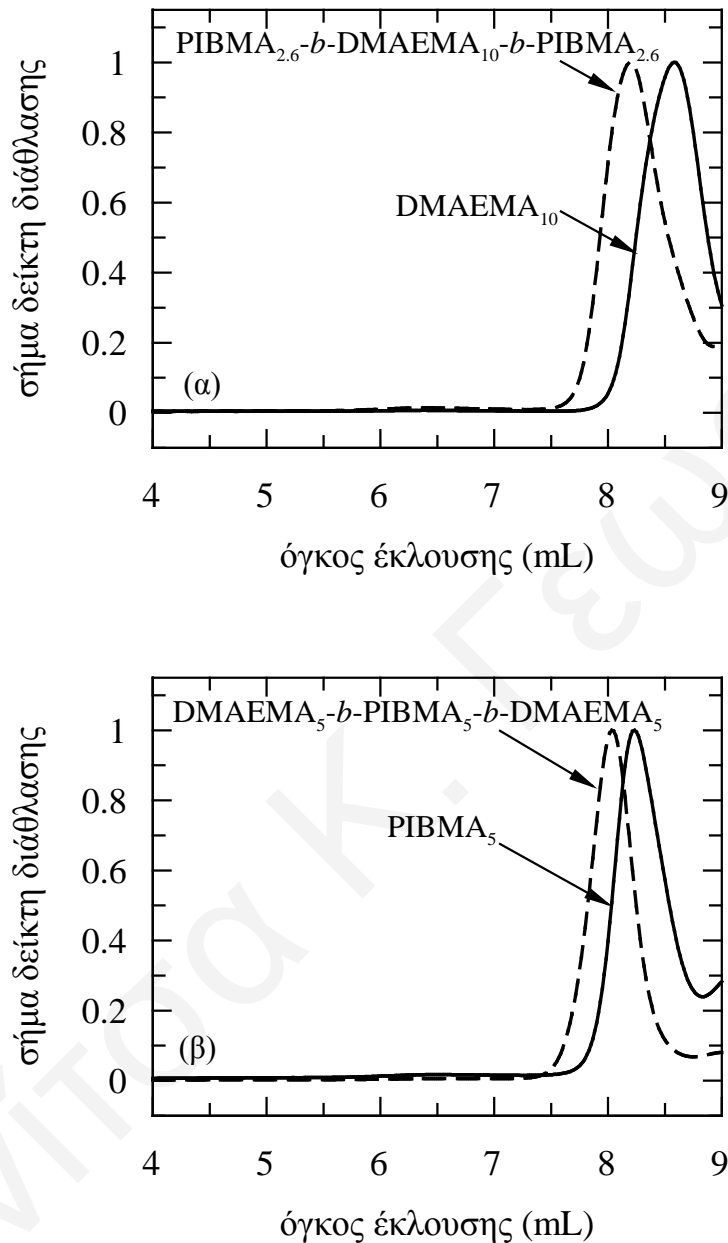 PIBMA2.6-b-DMAEMA10-b-PIBMA2.6
DMAEMA10
σήμα δείκτη διάθλασης
1
0.8
0.6
0.4
0.2
0
(α)
4 5 6 7 8 9
όγκος έκλουσης (mL)
DMAEMA5-b-PIBMA5-b-DMAEMA5
PIBMA5
σήμα δείκτη διάθλασης
1
0.8
0.6
0.4
0.2
0
(β)
4 5 6 7 8 9
όγκος έκλουσης (mL)